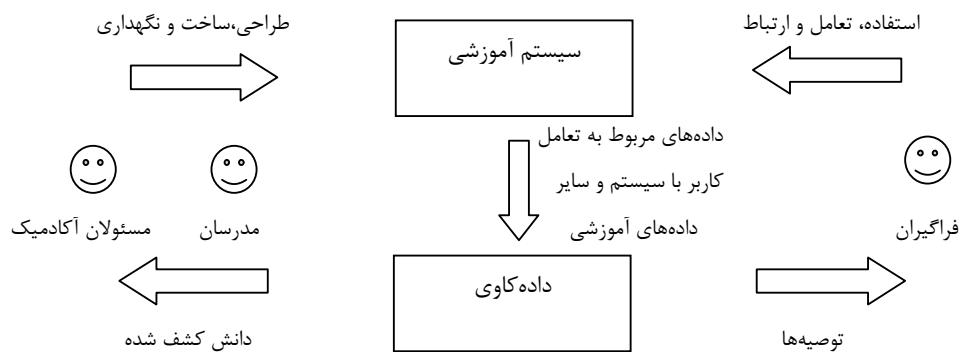 استفاده، تعامل و ارتباط
سیستم آموزشی
طراحی،ساخت و نگهداری
داده‌های مربوط به تعامل
کاربر با سیستم و سایر
داده‌های آموزشی
فراگیران
مدرسان
مسئولان آکادمیک
داده‌کاوی
توصیه‌ها
دانش کشف شده